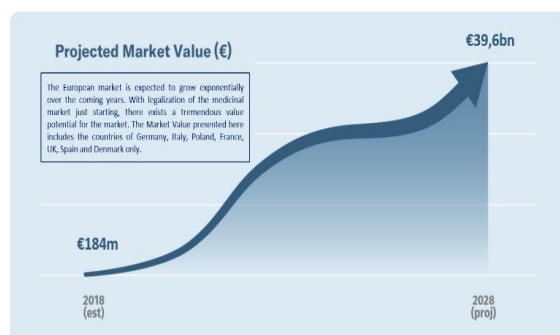 Projected Market Value (€)
€39,6bn
The European market is expected to grow exponentially
over the coming years. With legalization of the medicinal
market just starting, there exists a tremendous value
potential for the market. The Market Value presented here
includes the countries of Germany, Italy, Poland, France,
UK, Spain and Denmark only.
€184m
2018
(est)
2028
(proj)